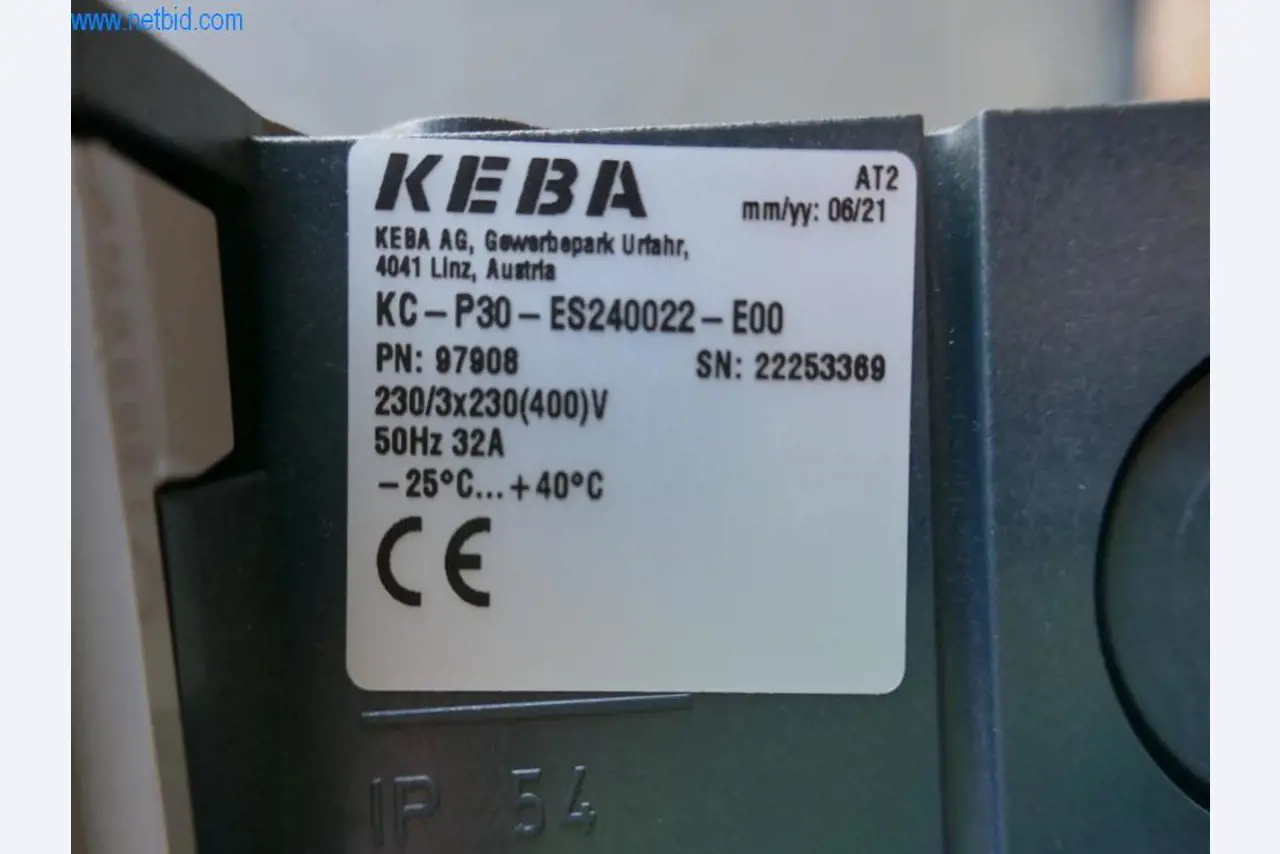 www.netbid.com
KEBA
AT2
mm/yy: 06/21
KEBA AG, Gewerbepark Urfahr,
4041 Linz, Austria
KC-P30-ES240022-E00
PN: 97908
SN: 22253369
230/3x230(400)V
50Hz 32A
-25°C...+40°C
CE
IP 54